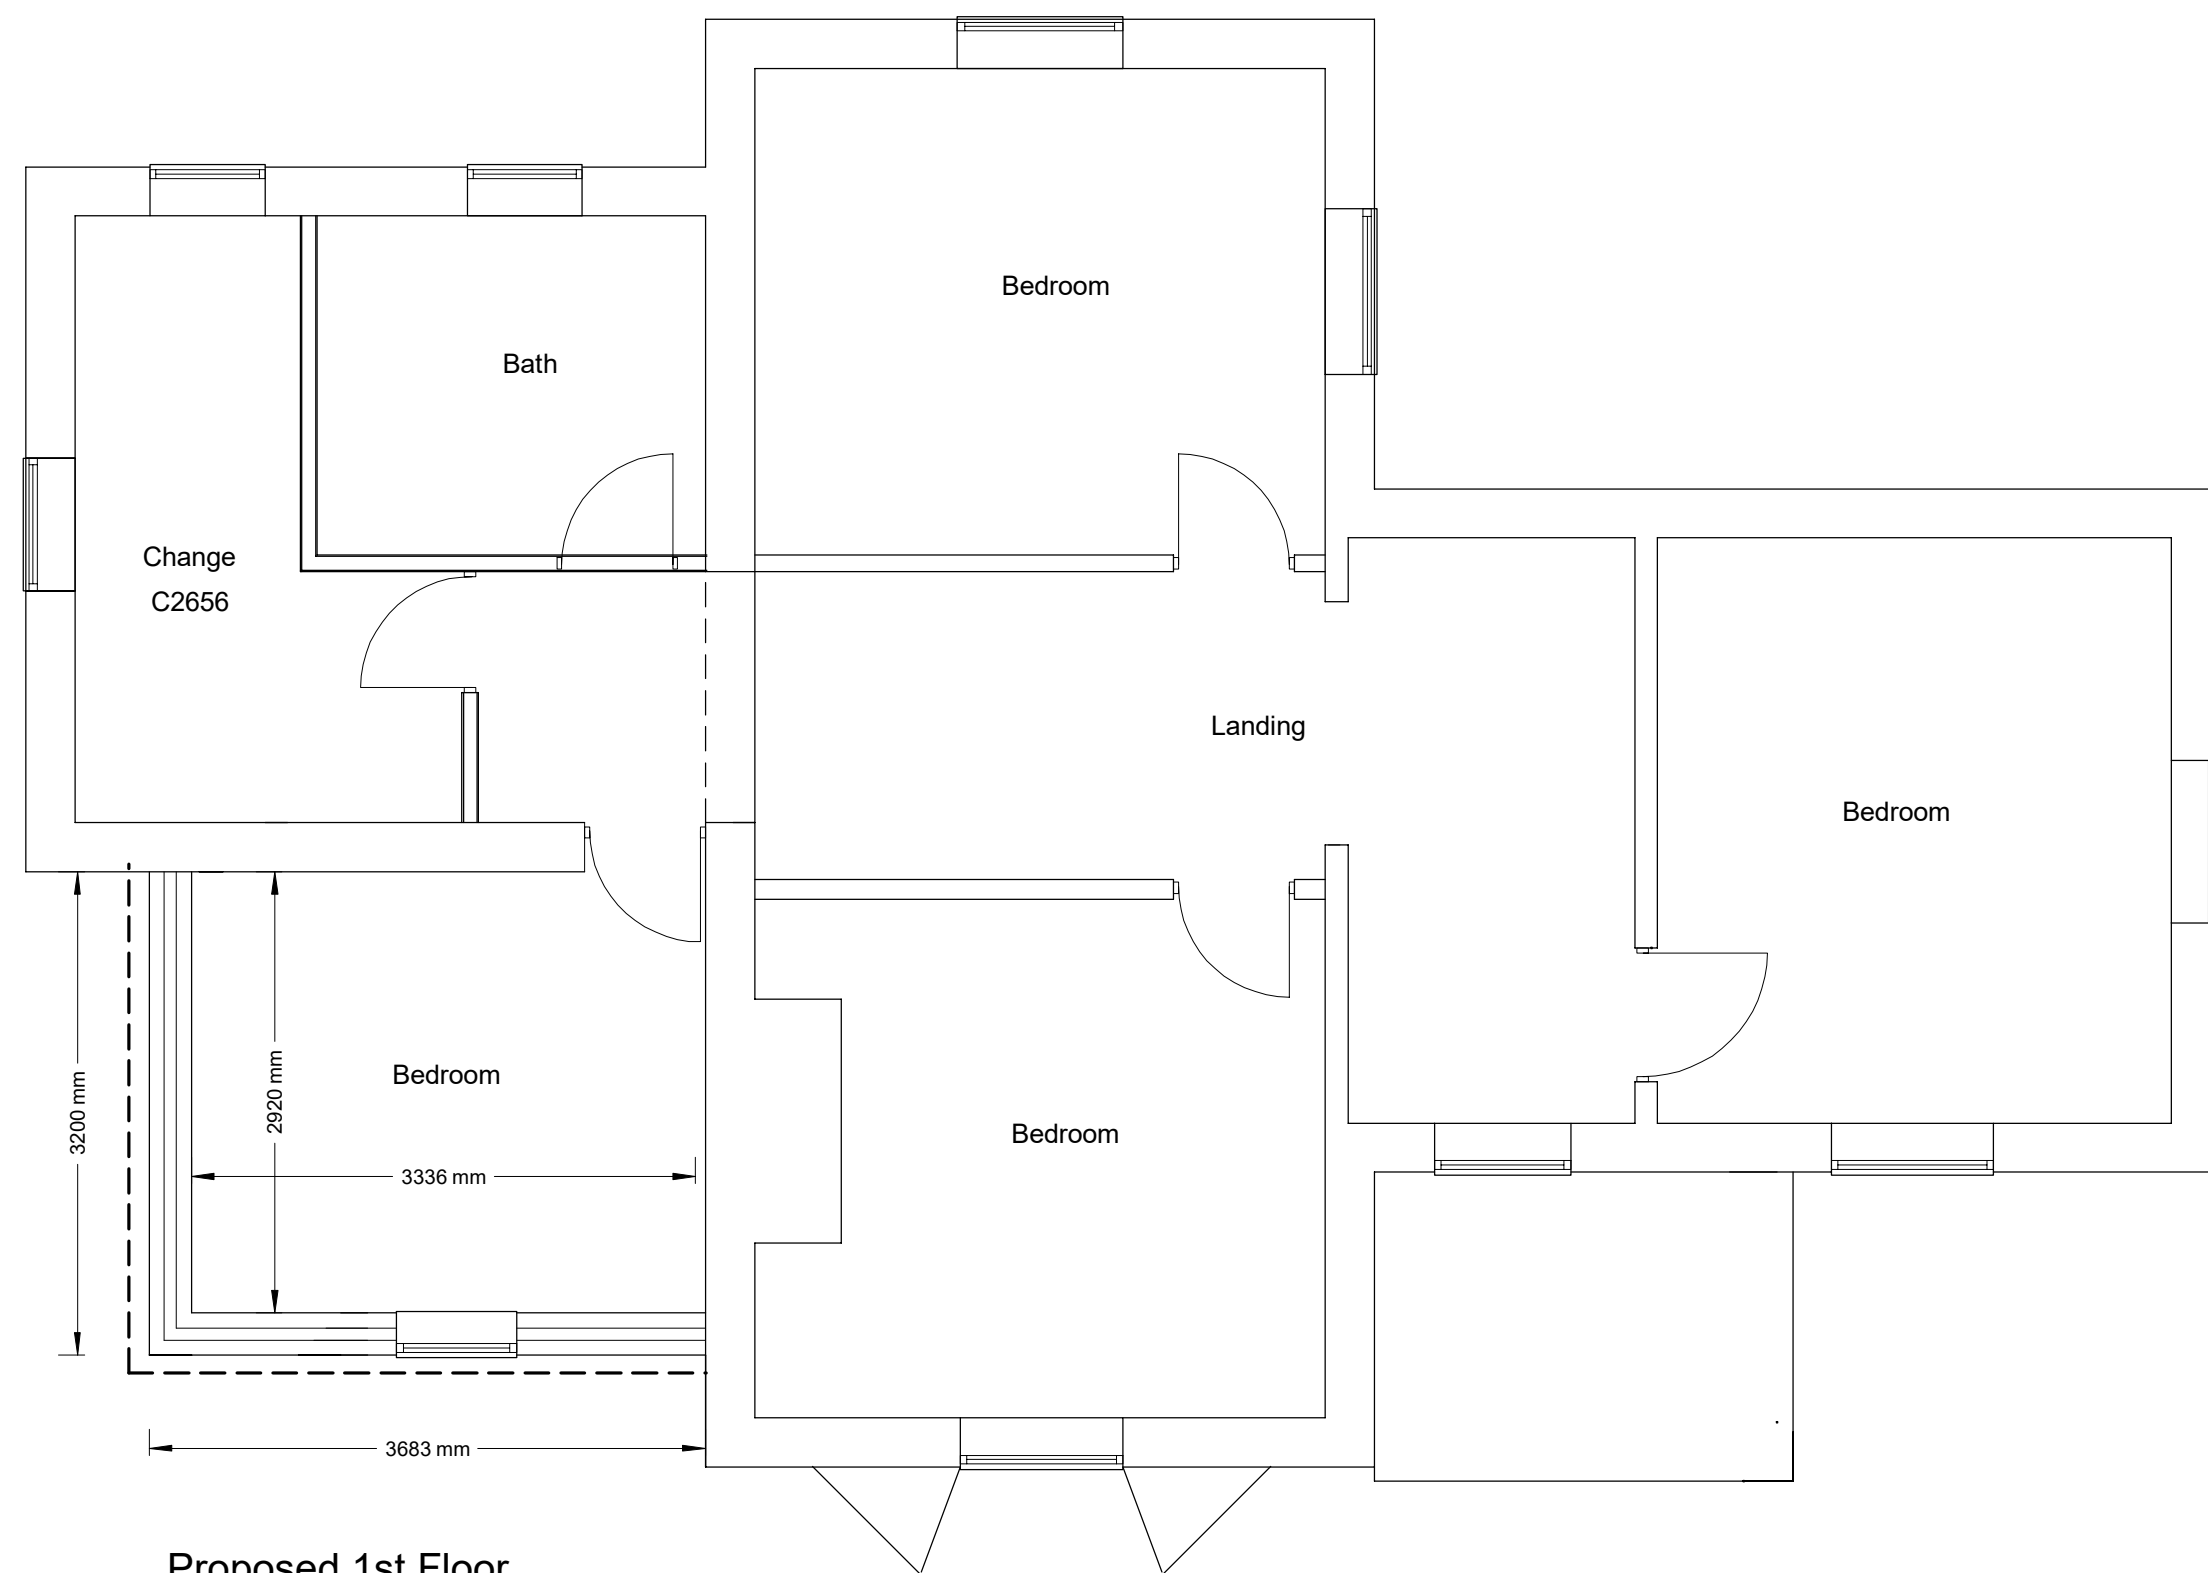 Bedroom
Bath
Change
C2656
Landing
Bedroom
Bedroom
Bedroom
3200 mm
2920 mm
3336 mm
3683 mm
Proposed 1st Floor